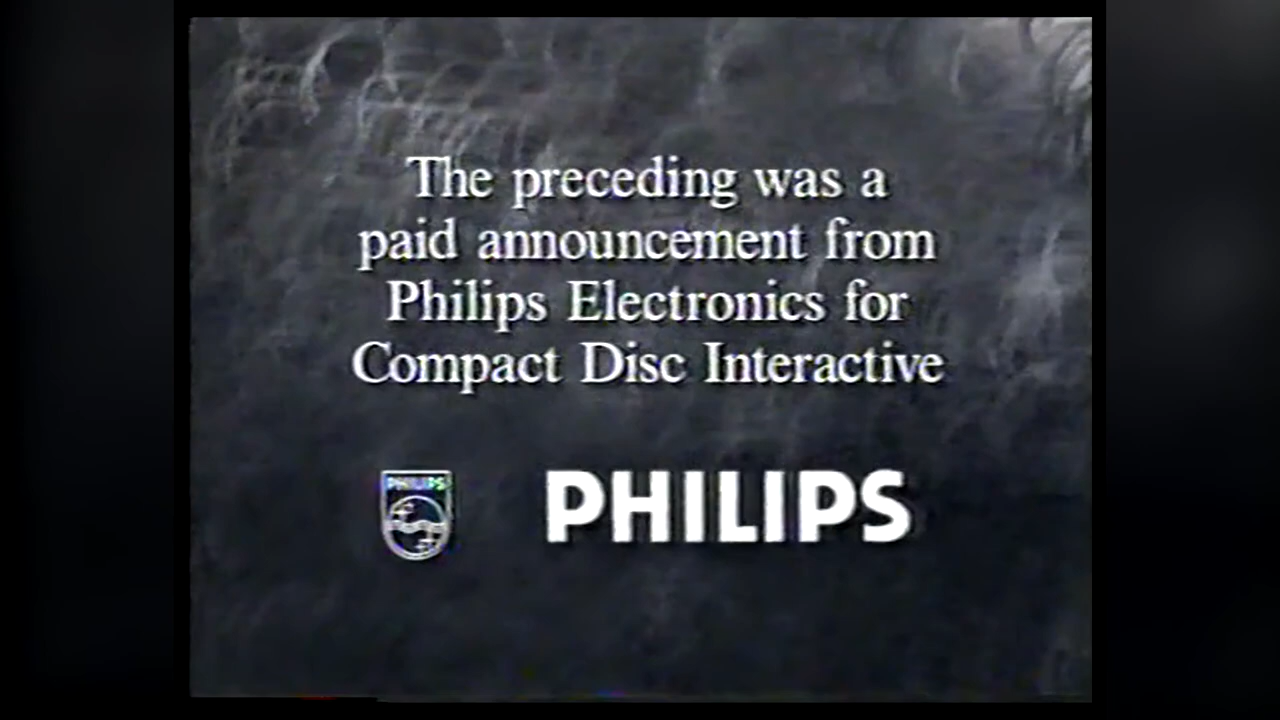 The preceding was a
paid announcement from
Philips Electronics for
Compact Disc Interactive
PHILIPS
PHILIPS